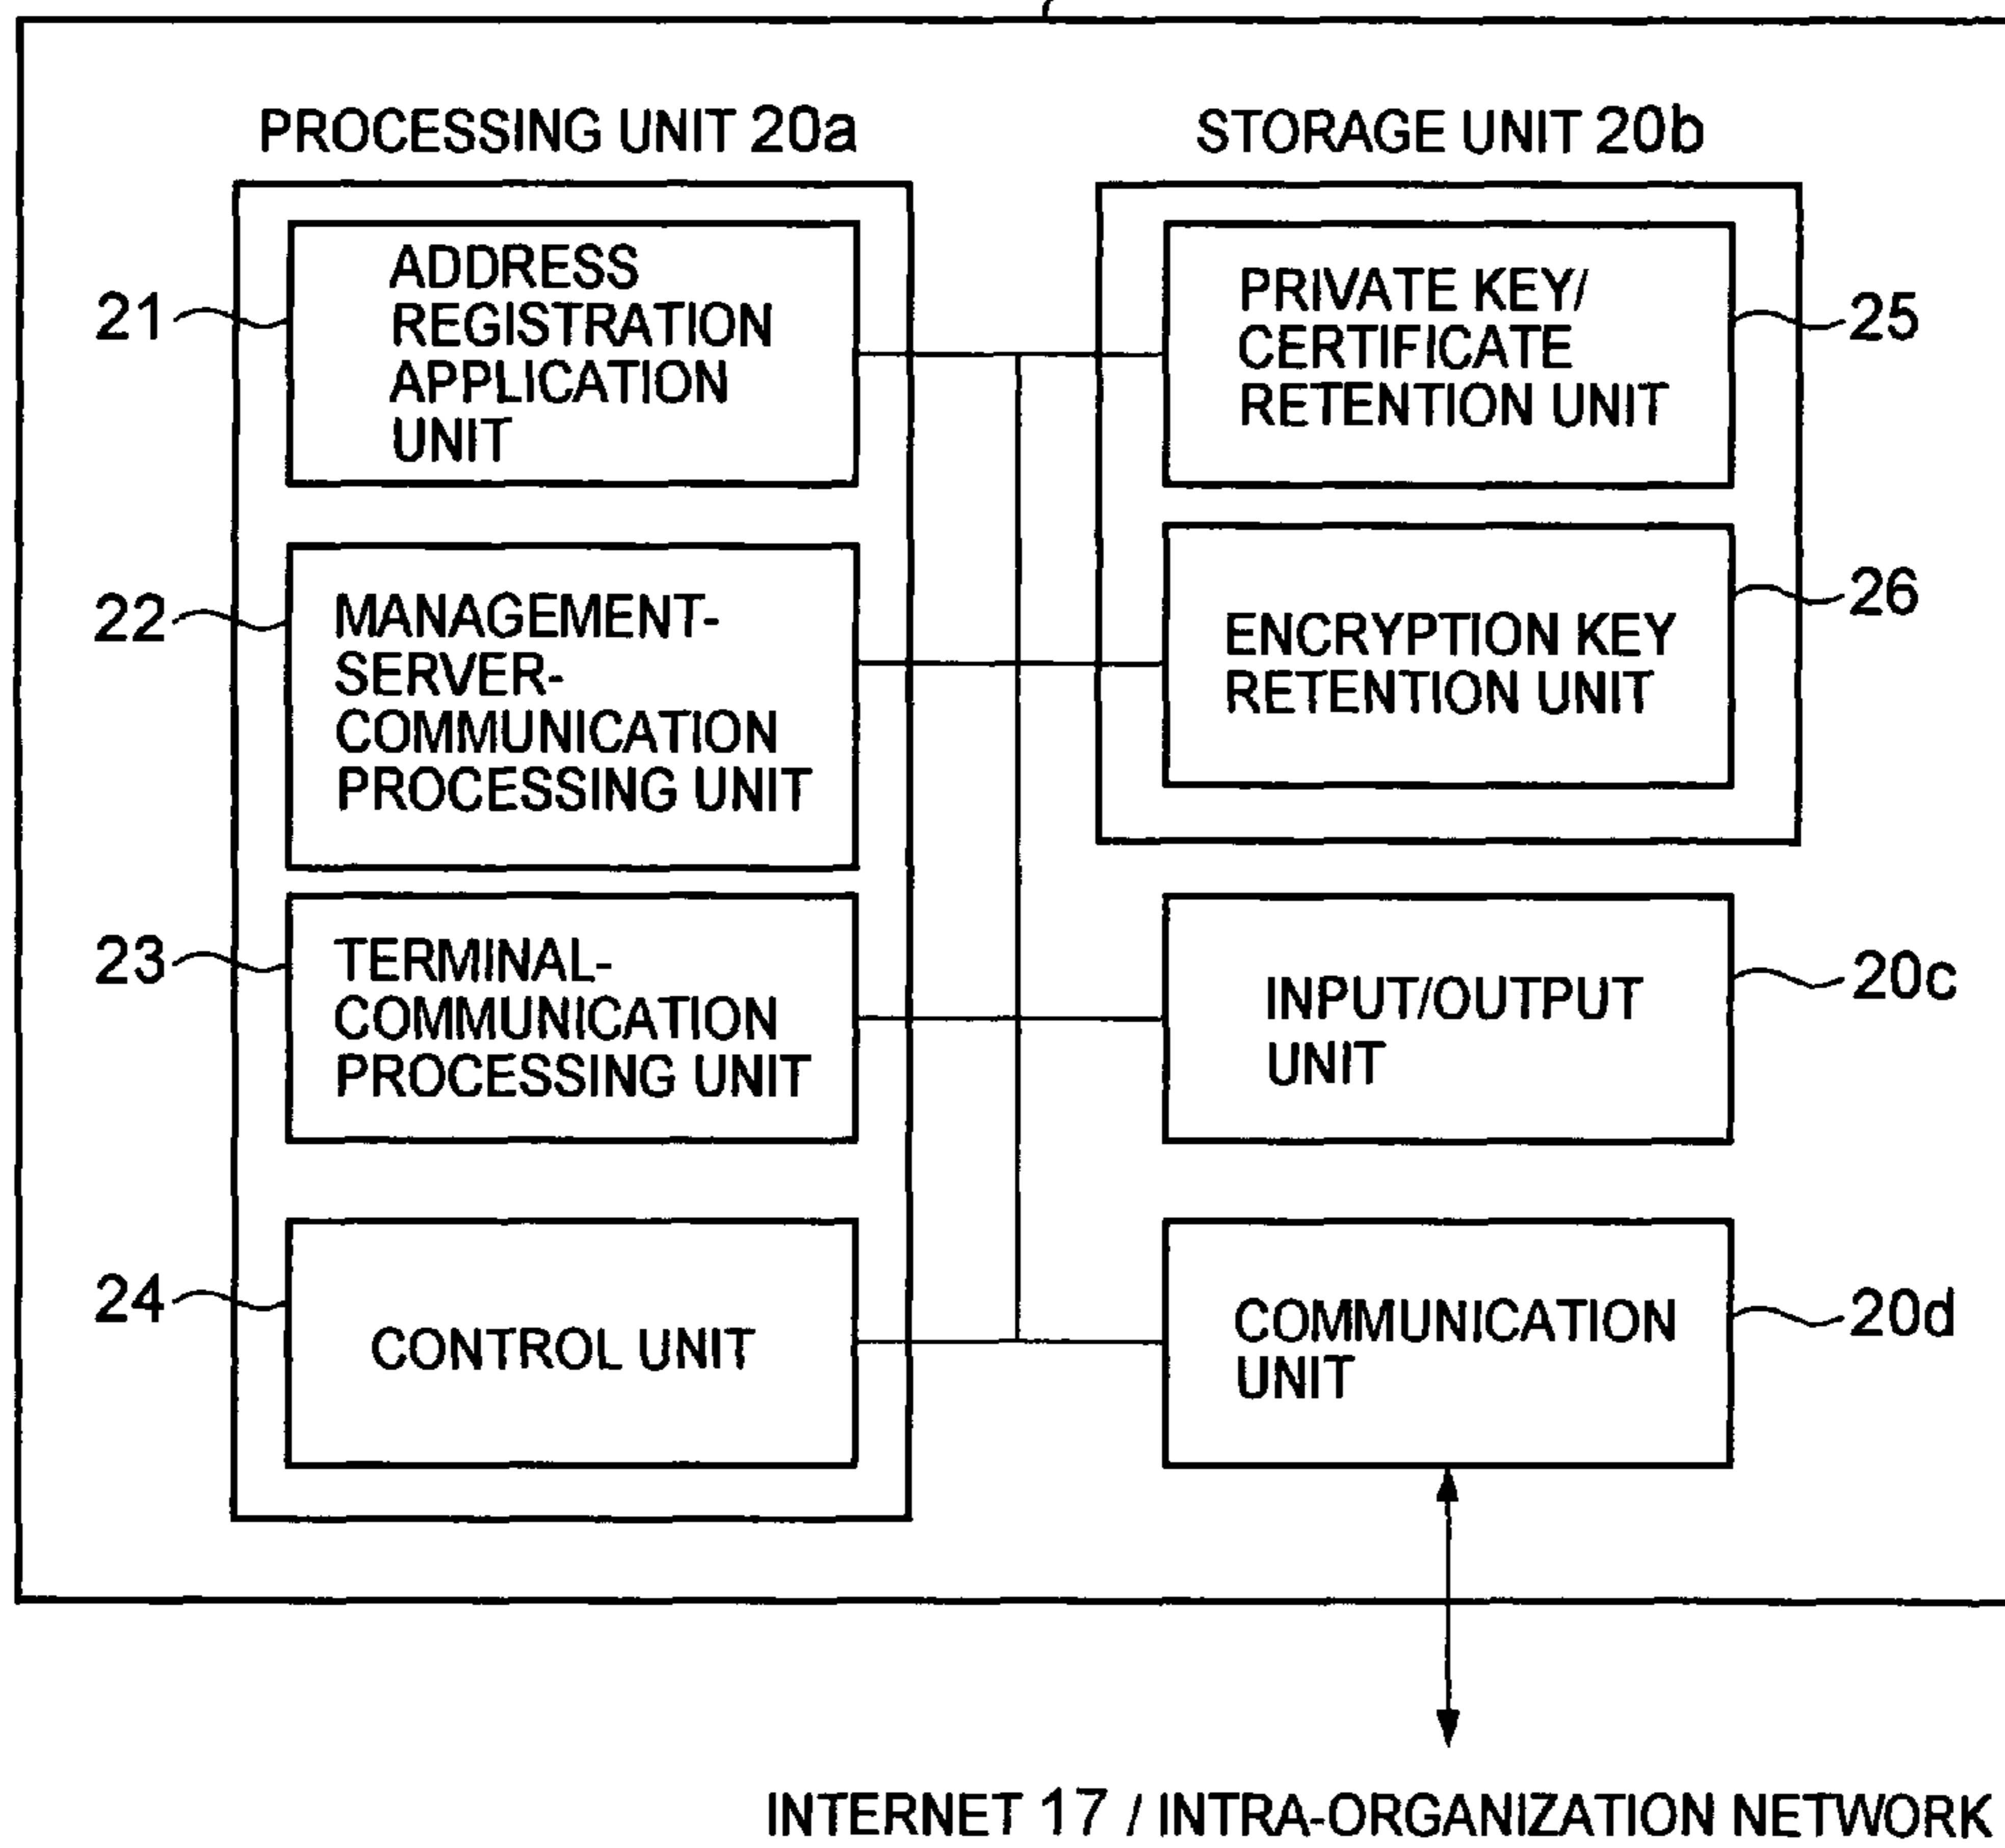 PROCESSING UNIT 20a
STORAGE UNIT 20b
21
ADDRESS
REGISTRATION
APPLICATION
UNIT
PRIVATE KEY/
CERTIFICATE
RETENTION UNIT
25
22
MANAGEMENT-
SERVER-
COMMUNICATION
PROCESSING UNIT
ENCRYPTION KEY
RETENTION UNIT
26
23
TERMINAL-
COMMUNICATION
PROCESSING UNIT
INPUT/OUTPUT
UNIT
20c
24
CONTROL UNIT
COMMUNICATION
UNIT
20d
INTERNET 17 / INTRA-ORGANIZATION NETWORK